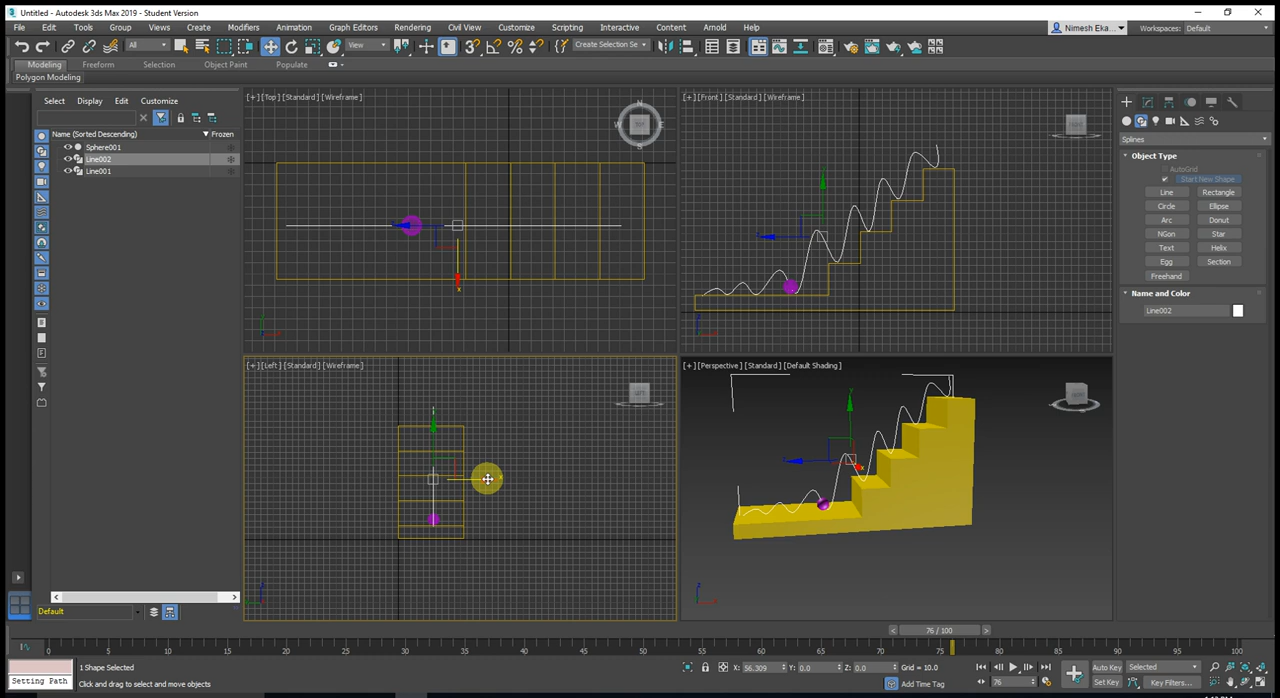 Untitled - Autodesk 3ds Max 2019 - Student Version
File Edit Tools Group Views Create Modifiers Animation Graph Editors Rendering Civil View Customize Scripting Interactive Content Arnold Help
Nimesh Eka... Workspaces: Default
All View Create Selection Se
Modeling Freeform Selection Object Paint Populate
Polygon Modeling
Select Display Edit Customize
Name (Sorted Descending) Frozen
Sphere001
Line002
Line001
Default
[+] [Top] [Standard] [Wireframe]
N
W TOP E
S
[+] [Front] [Standard] [Wireframe]
FRONT
[+] [Left] [Standard] [Wireframe]
LEFT
[+] [Perspective] [Standard] [Default Shading]
Splines
Object Type
AutoGrid
Start New Shape
Line Rectangle
Circle Ellipse
Arc Donut
NGon Star
Text Helix
Egg Section
Freehand
Name and Color
Line002
< 76 / 100 >
0 5 10 15 20 25 30 35 40 45 50 55 60 65 70 75 80 85 90 95 100
Setting Path
1 Shape Selected
Click and drag to select and move objects
X: 56.309 Y: 0.0 Z: 0.0 Grid = 10.0
Add Time Tag
76
Auto Key Selected
Set Key Key Filters...